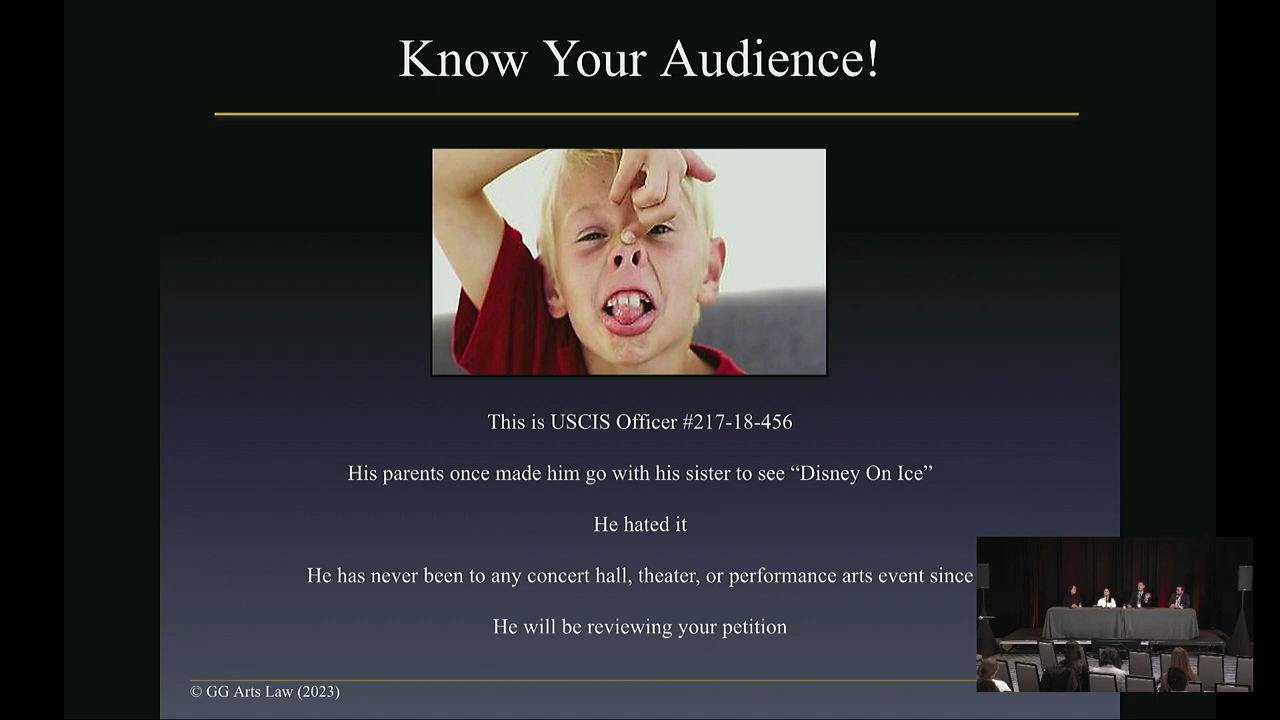 Know Your Audience!
This is USCIS Officer #217-18-456
His parents once made him go with his sister to see “Disney On Ice”
He hated it
He has never been to any concert hall, theater, or performance arts event since
He will be reviewing your petition
© GG Arts Law (2023)